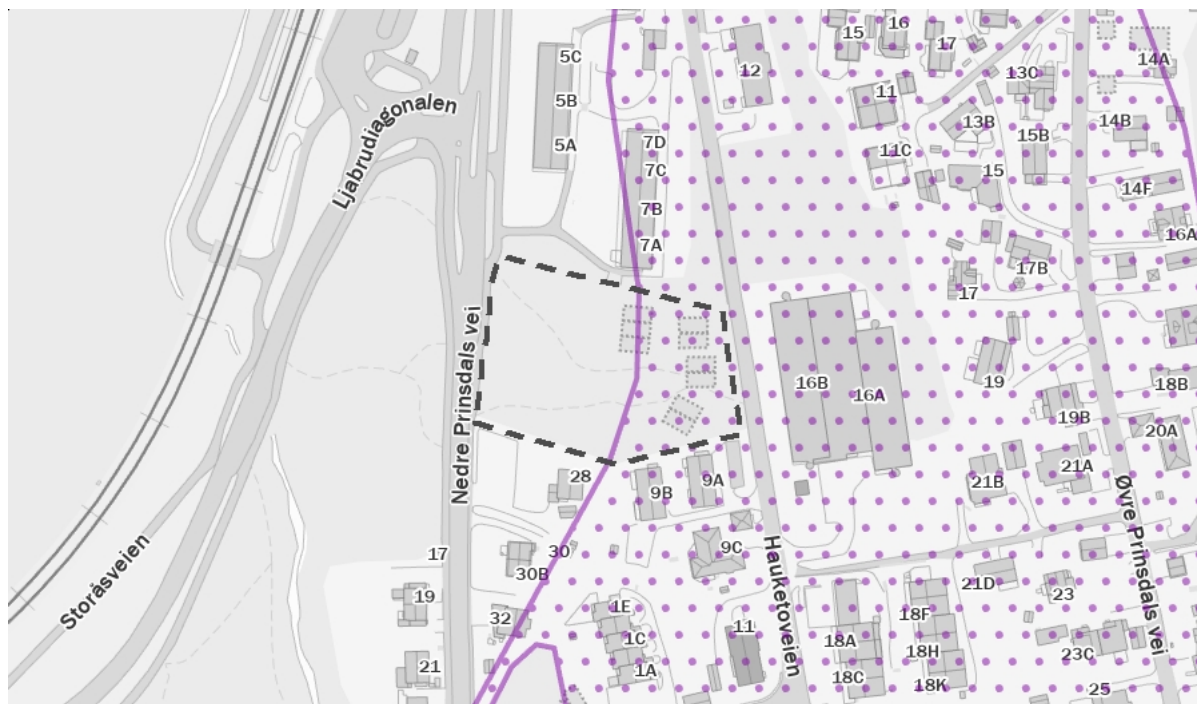 15
16
17
14A
5C
12
13C
5B
11
Ljabrudiagonalen
13B
14B
5A
7D
15B
7C
11C
15
14F
7B
16A
7A
17B
17
Nedre Prinsdals vei
16B
16A
19
18B
19B
20A
28
9B
9A
21B
21A
Øvre Prinsdals vei
17
30
9C
Hauketoveien
30B
21D
Storåsveien
19
32
1E
11
18F
23
1C
18A
18H
23C
21
1A
18C
18K
25